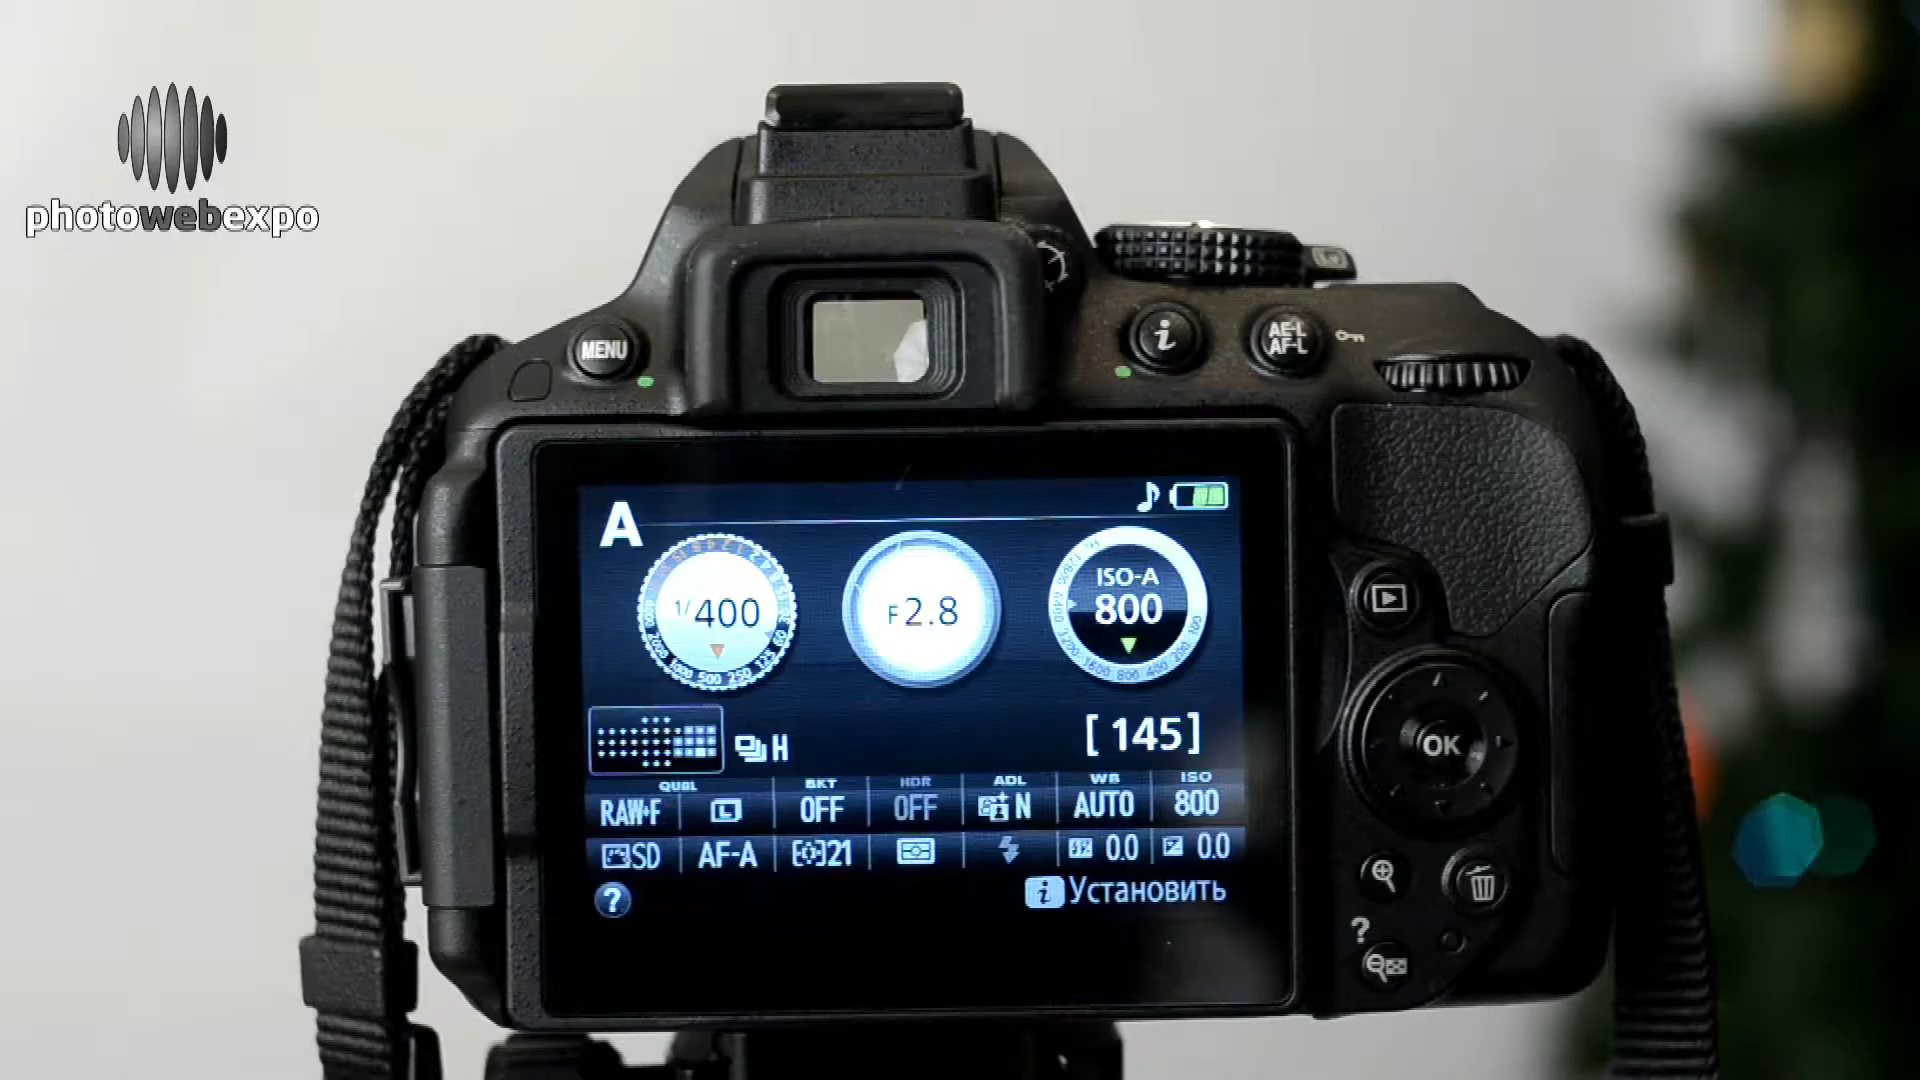 photowebexpo
MENU
i
AE-L
AF-L
A
1/400
F2.8
ISO-A
800
H
[145]
QUAL
BKT
HDR
ADL
WB
ISO
RAW+F
L
OFF
OFF
N
AUTO
800
SD
AF-A
[ ]21
0.0
0.0
?
i Установить
OK
?